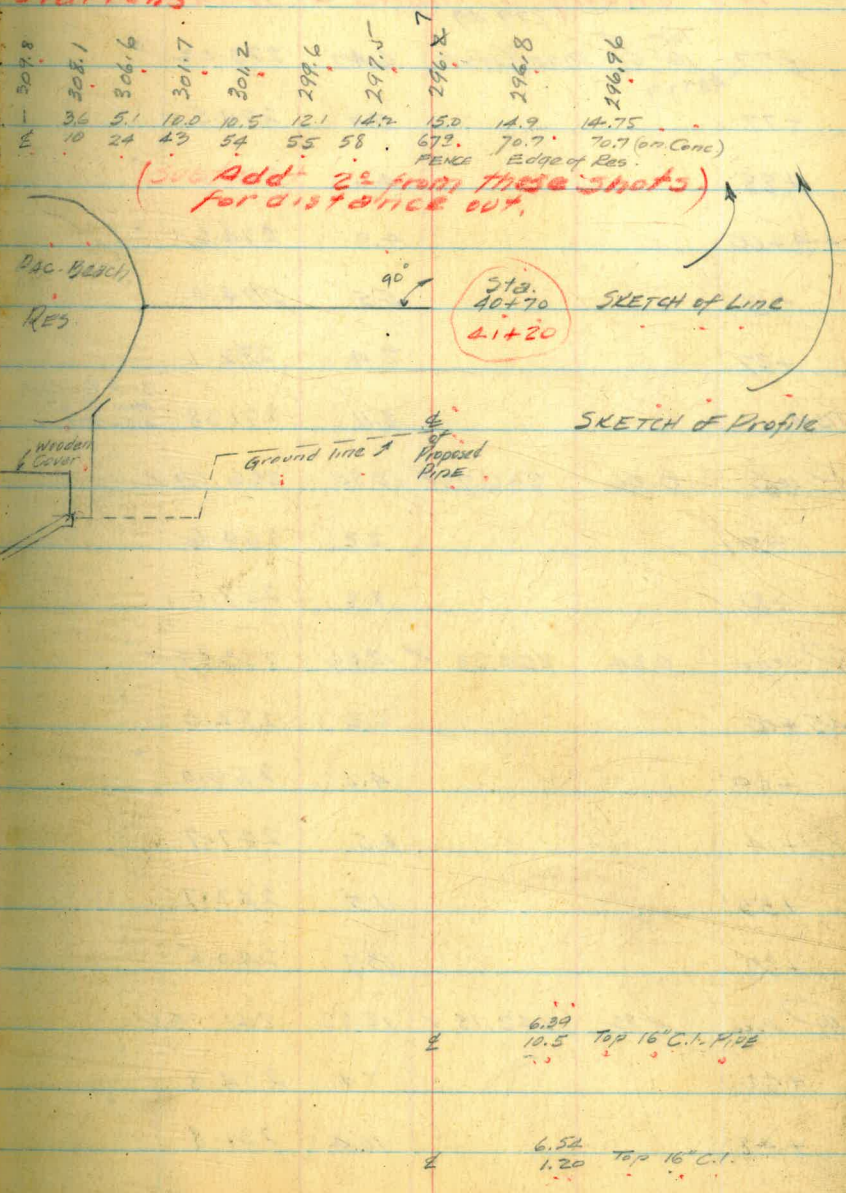 Stations
309.8 308.1 306.6 301.7 301.2 299.6 297.5 296.8 7 296.8 296.96
- 3.6 5.1 10.0 10.5 12.1 14.2 15.0 14.9 14.75
℄ 10 24 43 54 55 58 67⁹ 70.7 70.7 (on Conc)
FENCE Edge of Res.
(Add 2⁰ from these shots)
for distance out.
Pac. Beach
RES.
90°
Sta.
40+70
41+20
SKETCH of Line
SKETCH of Profile
Wooden
Cover
Ground line
℄
of
Proposed
PIPE
6.39
℄ 10.5 Top 16" C.I. PIPE
6.54
℄ 1.20 Top 16" C.I.